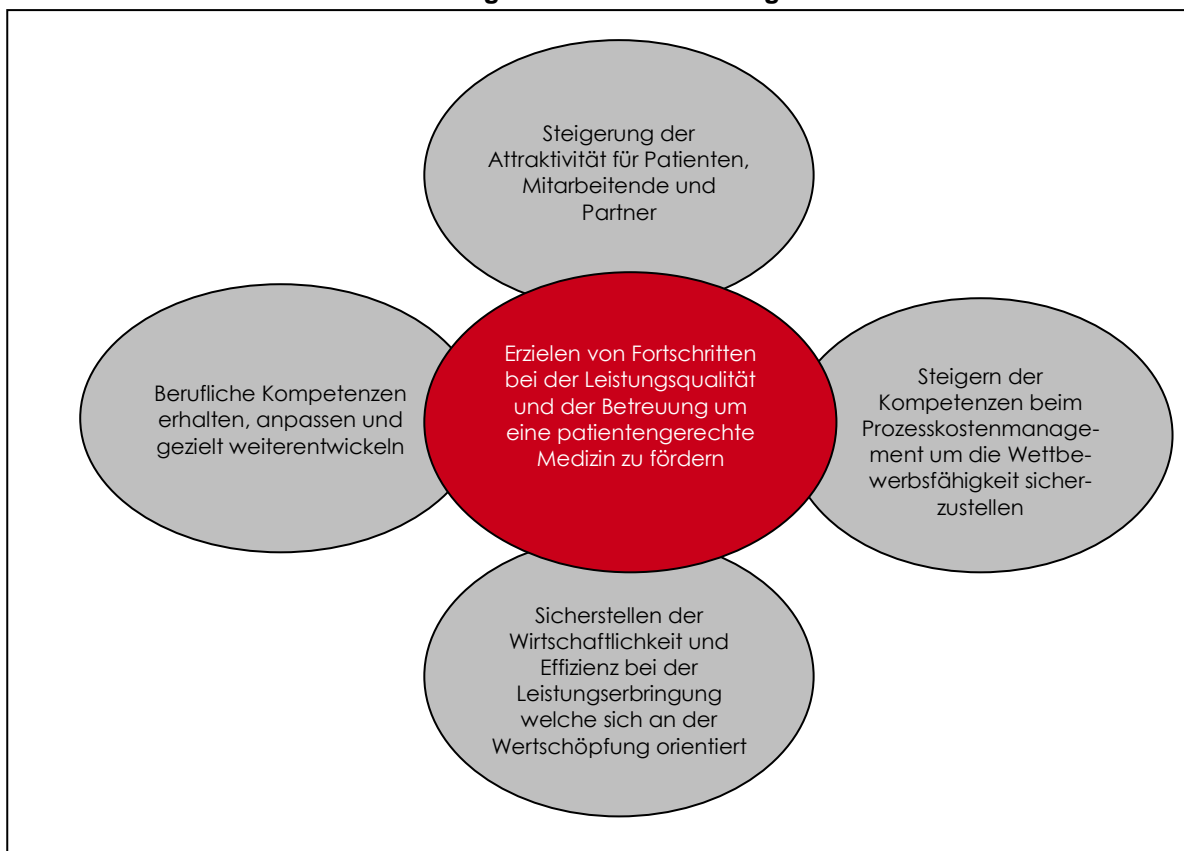 Steigerung der
Attraktivität für Patienten,
Mitarbeitende und
Partner
Erzielen von Fortschritten
bei der Leistungsqualität
und der Betreuung um
eine patientengerechte
Medizin zu fördern
Berufliche Kompetenzen
erhalten, anpassen und
gezielt weiterentwickeln
Steigern der
Kompetenzen beim
Prozesskostenmanage-
ment um die Wettbe-
werbsfähigkeit sicher-
zustellen
Sicherstellen der
Wirtschaftlichkeit und
Effizienz bei der
Leistungserbringung
welche sich an der
Wertschöpfung orientiert